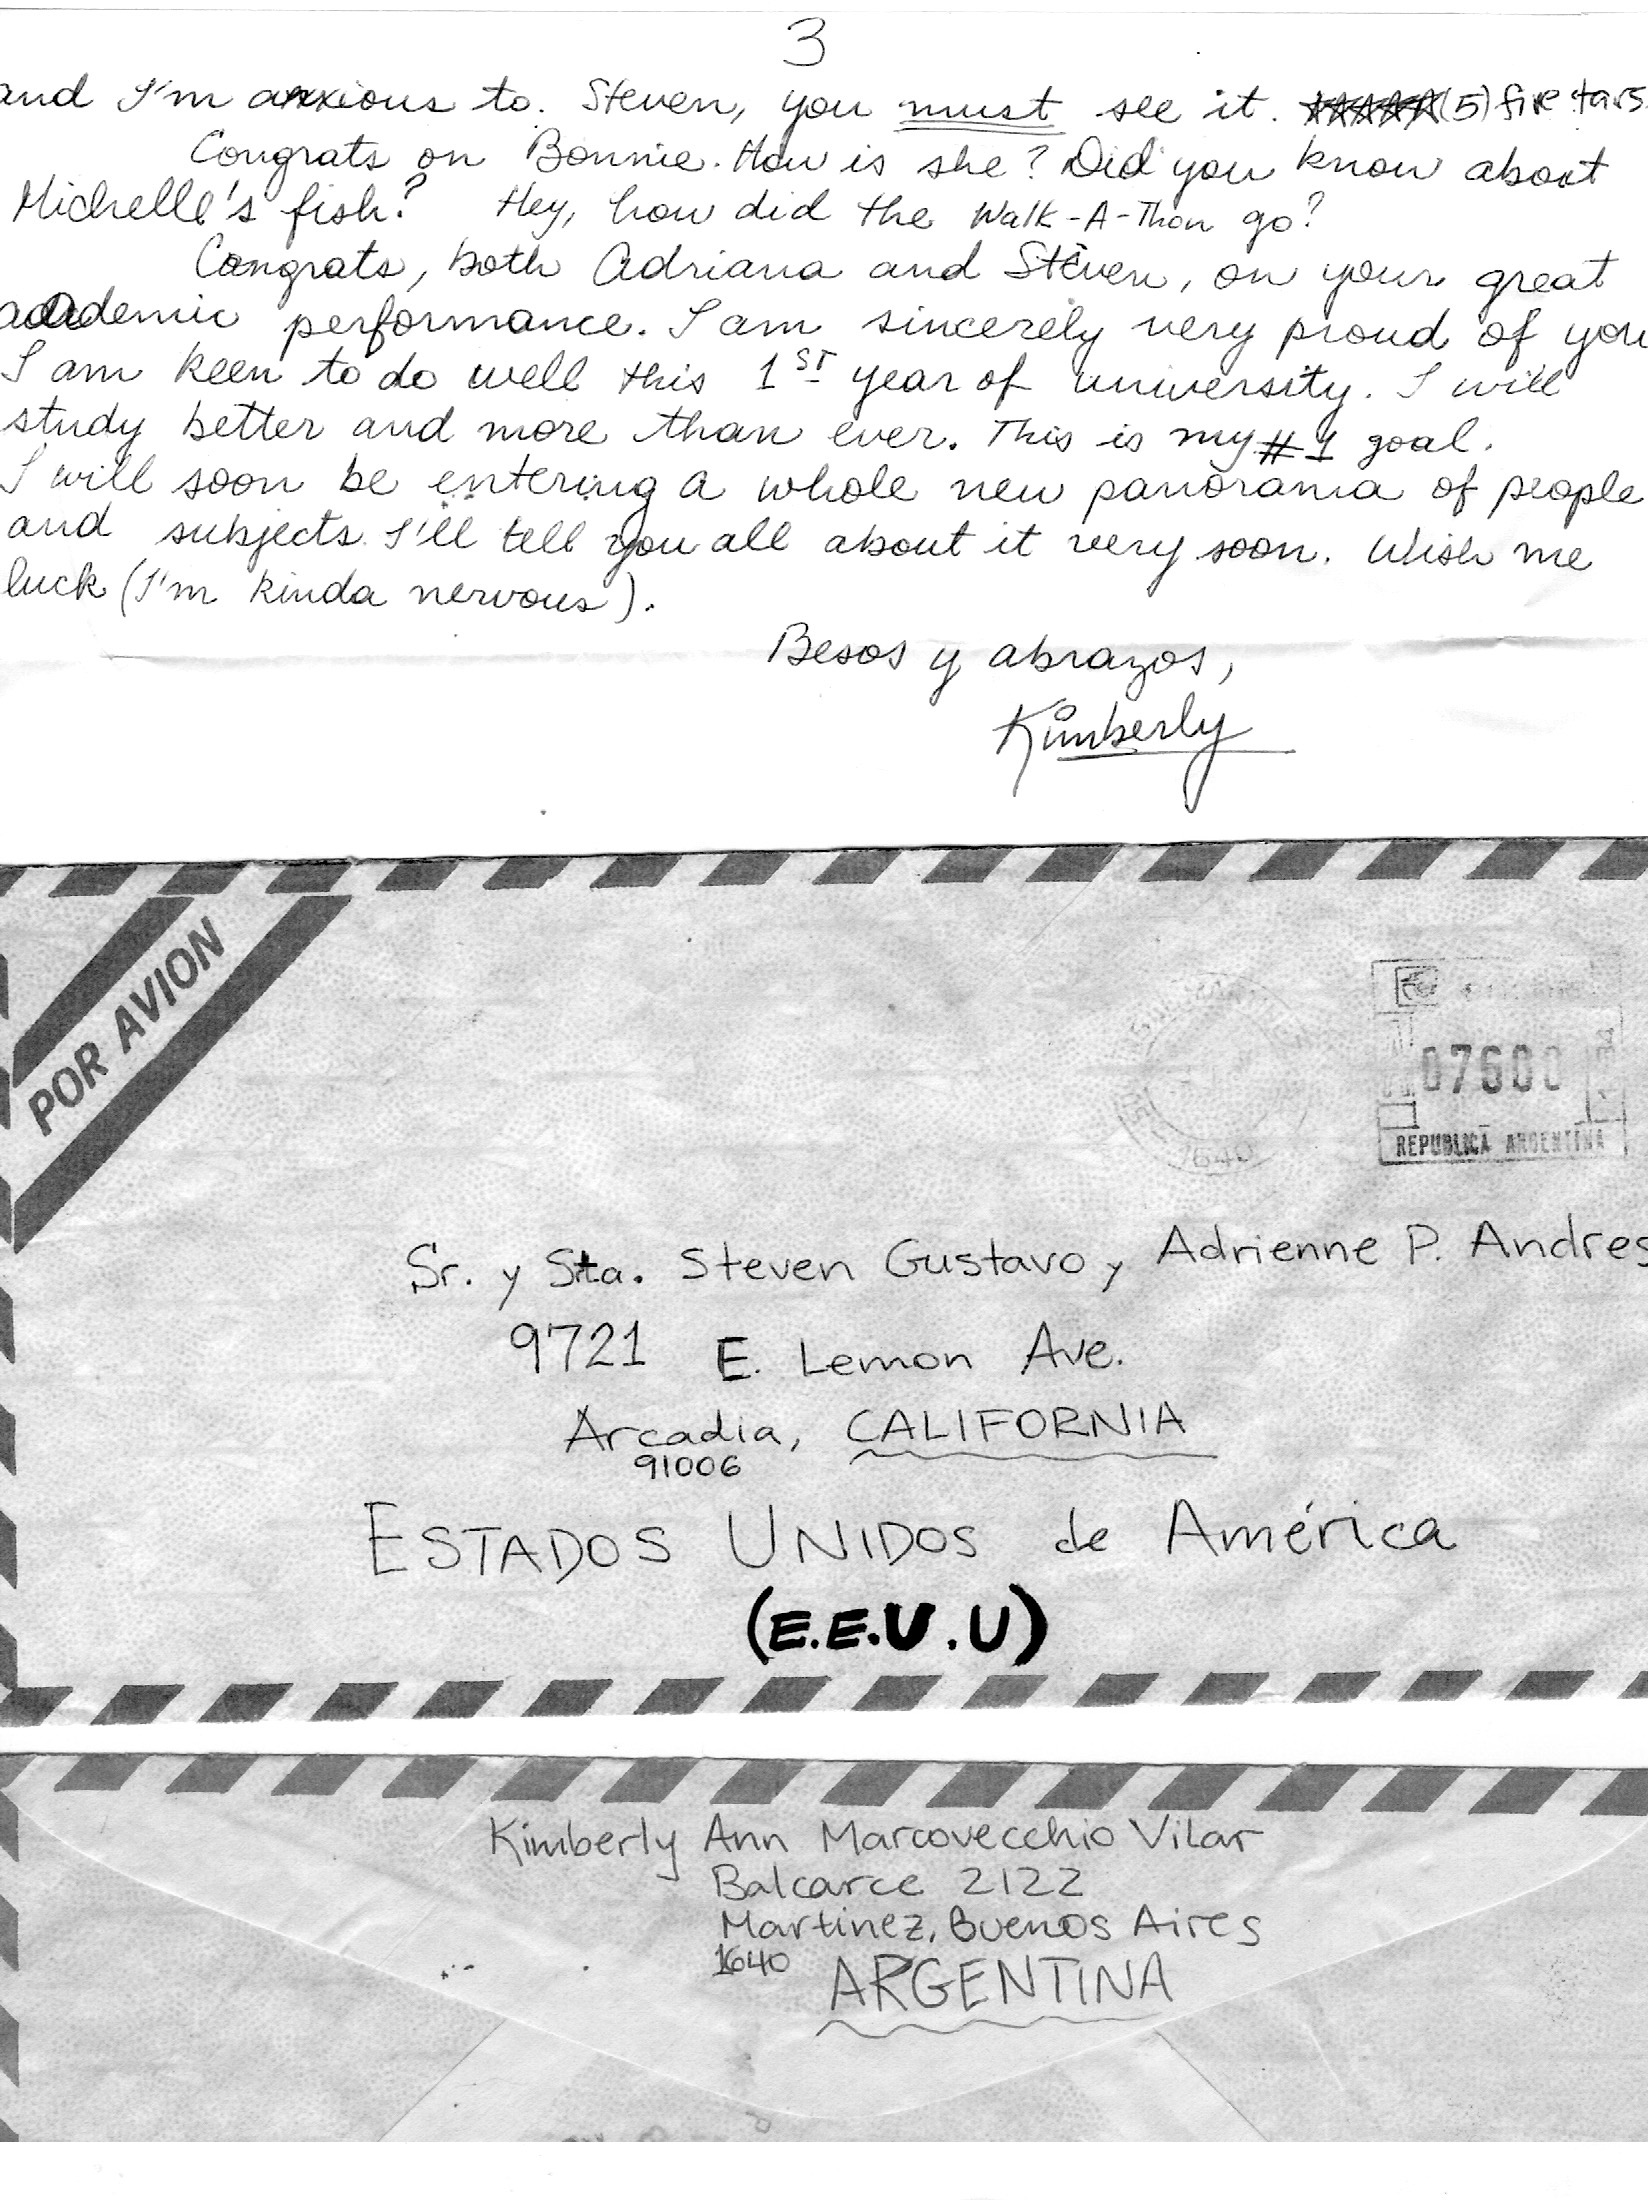 3
and I'm anxious to. Steven, you must see it. ★★★★★(5) five tars
Congrats on Bonnie. How is she? Did you know about
Michelle's fish? Hey, how did the Walk-A-Thon go?
Congrats, both Adriana and Steven, on your great
academic performance. I am sincerely very proud of you
I am keen to do well this 1ST year of university. I will
study better and more than ever. This is my #1 goal.
I will soon be entering a whole new panorama of people
and subjects. I'll tell you all about it very soon. Wish me
luck (I'm kinda nervous).
Besos y abrazos,
Kimberly
POR AVION
07600
REPUBLICA ARGENTINA
1640
Sr. y Sta. Steven Gustavo y Adrienne P. Andres
9721 E. Lemon Ave.
Arcadia, CALIFORNIA
91006
ESTADOS UNIDOS de América
(E.E.U.U)
Kimberly Ann Marcovecchio Vilar
Balcarce 2122
Martinez, Buenos Aires
1640 ARGENTINA